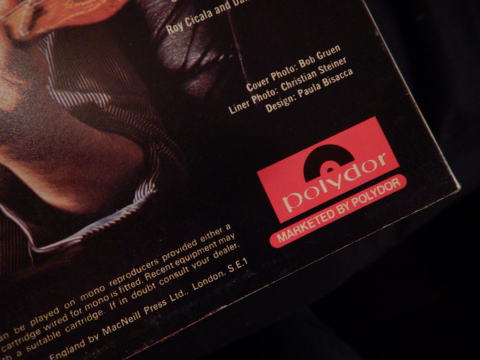 Roy Cicala and
Cover Photo: Bob Gruen
Liner Photo: Christian Steiner
Design: Paula Bisacca
polydor
MARKETED BY POLYDOR
can be played on mono reproducers provided either a
cartridge wired for mono is fitted. Recent equipment may
a suitable cartridge. If in doubt consult your dealer.
England by MacNeill Press Ltd., London, S.E.1